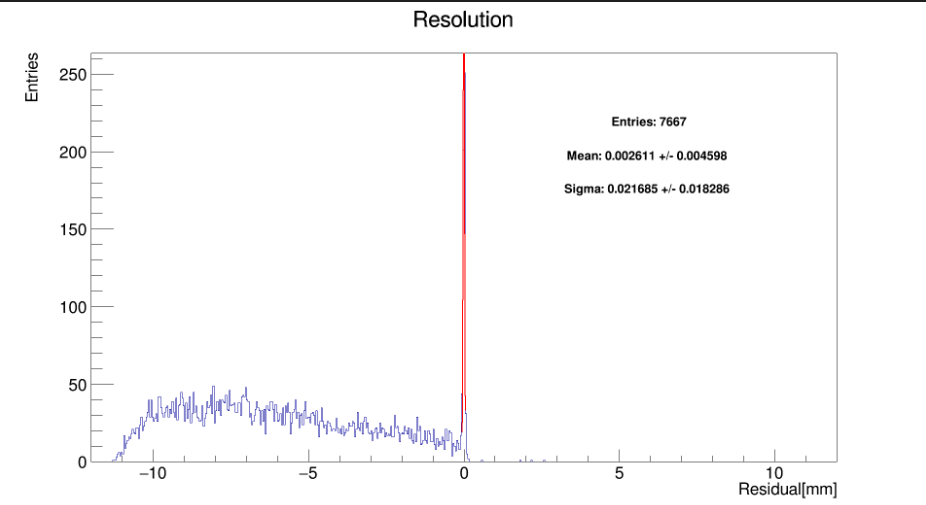 Resolution
Entries
250
200
150
100
50
0
Entries: 7667
Mean: 0.002611 +/- 0.004598
Sigma: 0.021685 +/- 0.018286
−10 −5 0 5 10
Residual[mm]